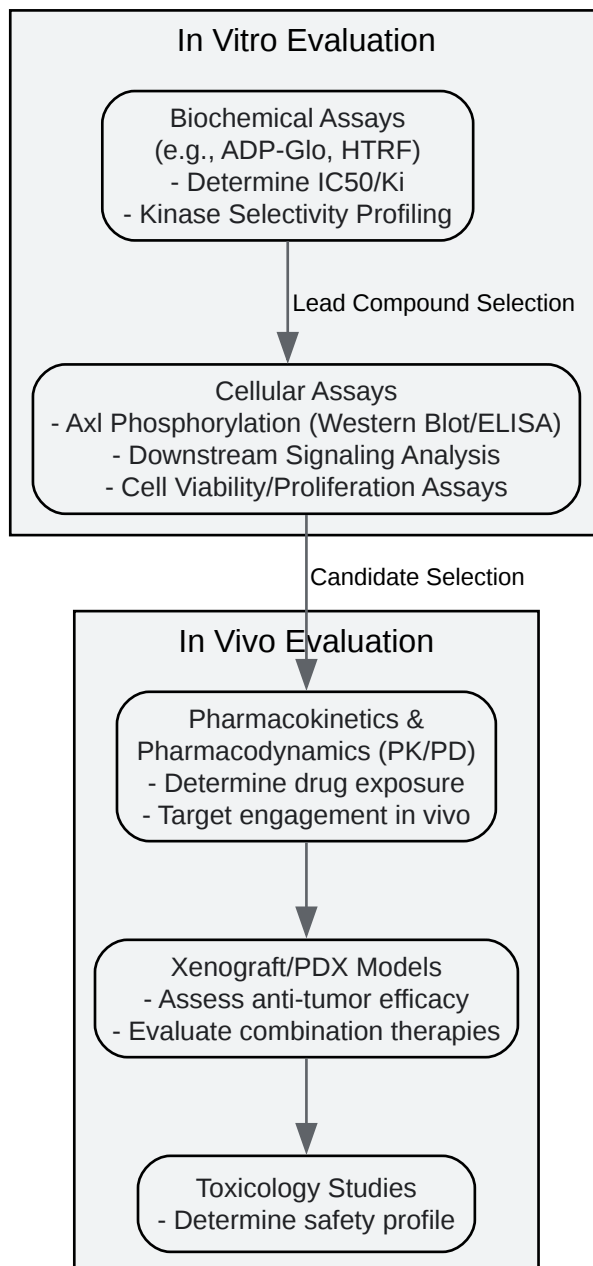 In Vitro Evaluation
Biochemical Assays
(e.g., ADP-Glo, HTRF)
- Determine IC50/Ki
- Kinase Selectivity Profiling
Lead Compound Selection
Cellular Assays
- Axl Phosphorylation (Western Blot/ELISA)
- Downstream Signaling Analysis
- Cell Viability/Proliferation Assays
Candidate Selection
In Vivo Evaluation
Pharmacokinetics &
Pharmacodynamics (PK/PD)
- Determine drug exposure
- Target engagement in vivo
Xenograft/PDX Models
- Assess anti-tumor efficacy
- Evaluate combination therapies
Toxicology Studies
- Determine safety profile